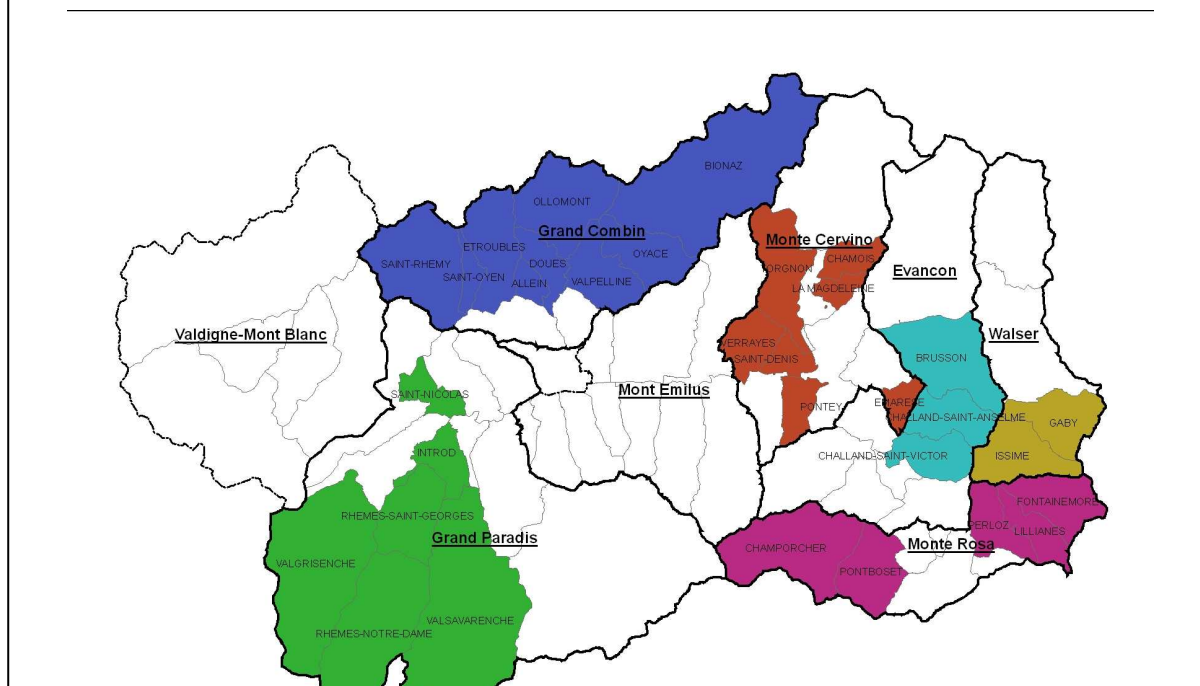 BIONAZ
OLLOMONT
Grand Combin
ETROUBLES
SAINT-RHEMY
SAINT-OYEN
DOUES
ALLEIN
OYACE
VALPELLINE
Monte Cervino
CHAMOIS
TORGNON
LA MAGDELEINE
Evancon
Valdigne-Mont Blanc
Walser
VERRAYES
SAINT-DENIS
BRUSSON
SAINT-NICOLAS
Mont Emilus
PONTEY
EMARESE
CHALLAND-SAINT-ANSELME
GABY
INTROD
CHALLAND-SAINT-VICTOR
ISSIME
RHEMES-SAINT-GEORGES
Grand Paradis
FONTAINEMORE
PERLOZ
LILLIANES
Monte Rosa
CHAMPORCHER
PONTBOSET
VALGRISENCHE
VALSAVARENCHE
RHEMES-NOTRE-DAME